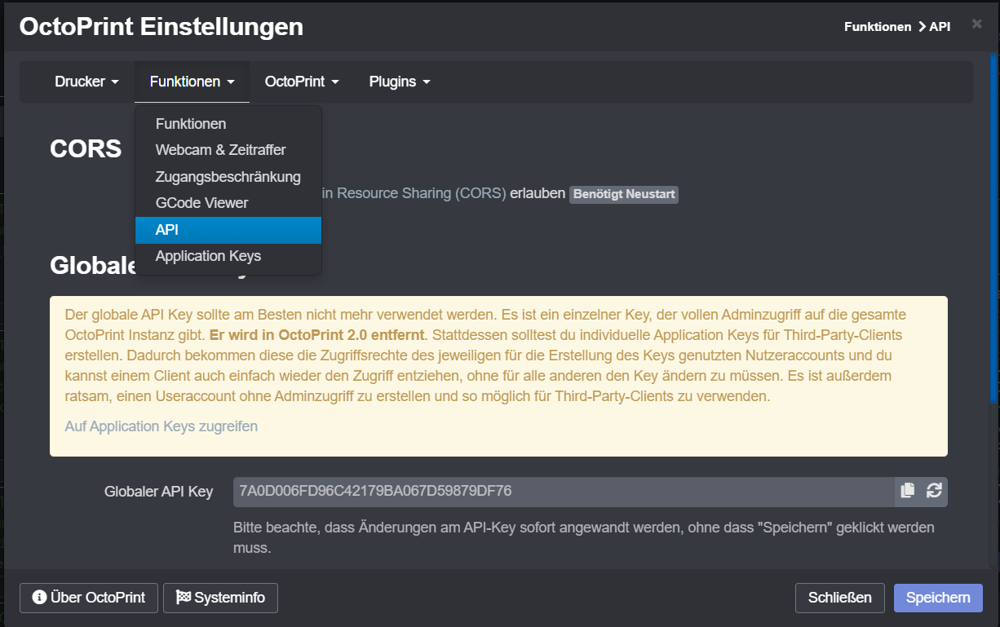 OctoPrint Einstellungen
Funktionen > API
Drucker
Funktionen
OctoPrint
Plugins
Funktionen
Webcam & Zeitraffer
Zugangsbeschränkung
GCode Viewer
API
Application Keys
CORS
in Resource Sharing (CORS) erlauben Benötigt Neustart
Globale
Der globale API Key sollte am Besten nicht mehr verwendet werden. Es ist ein einzelner Key, der vollen Adminzugriff auf die gesamte
OctoPrint Instanz gibt. Er wird in OctoPrint 2.0 entfernt. Stattdessen solltest du individuelle Application Keys für Third-Party-Clients
erstellen. Dadurch bekommen diese die Zugriffsrechte des jeweiligen für die Erstellung des Keys genutzten Nutzeraccounts und du
kannst einem Client auch einfach wieder den Zugriff entziehen, ohne für alle anderen den Key ändern zu müssen. Es ist außerdem
ratsam, einen Useraccount ohne Adminzugriff zu erstellen und so möglich für Third-Party-Clients zu verwenden.
Auf Application Keys zugreifen
Globaler API Key
7A0D006FD96C42179BA067D59879DF76
Bitte beachte, dass Änderungen am API-Key sofort angewandt werden, ohne dass "Speichern" geklickt werden
muss.
Über OctoPrint
Systeminfo
Schließen
Speichern